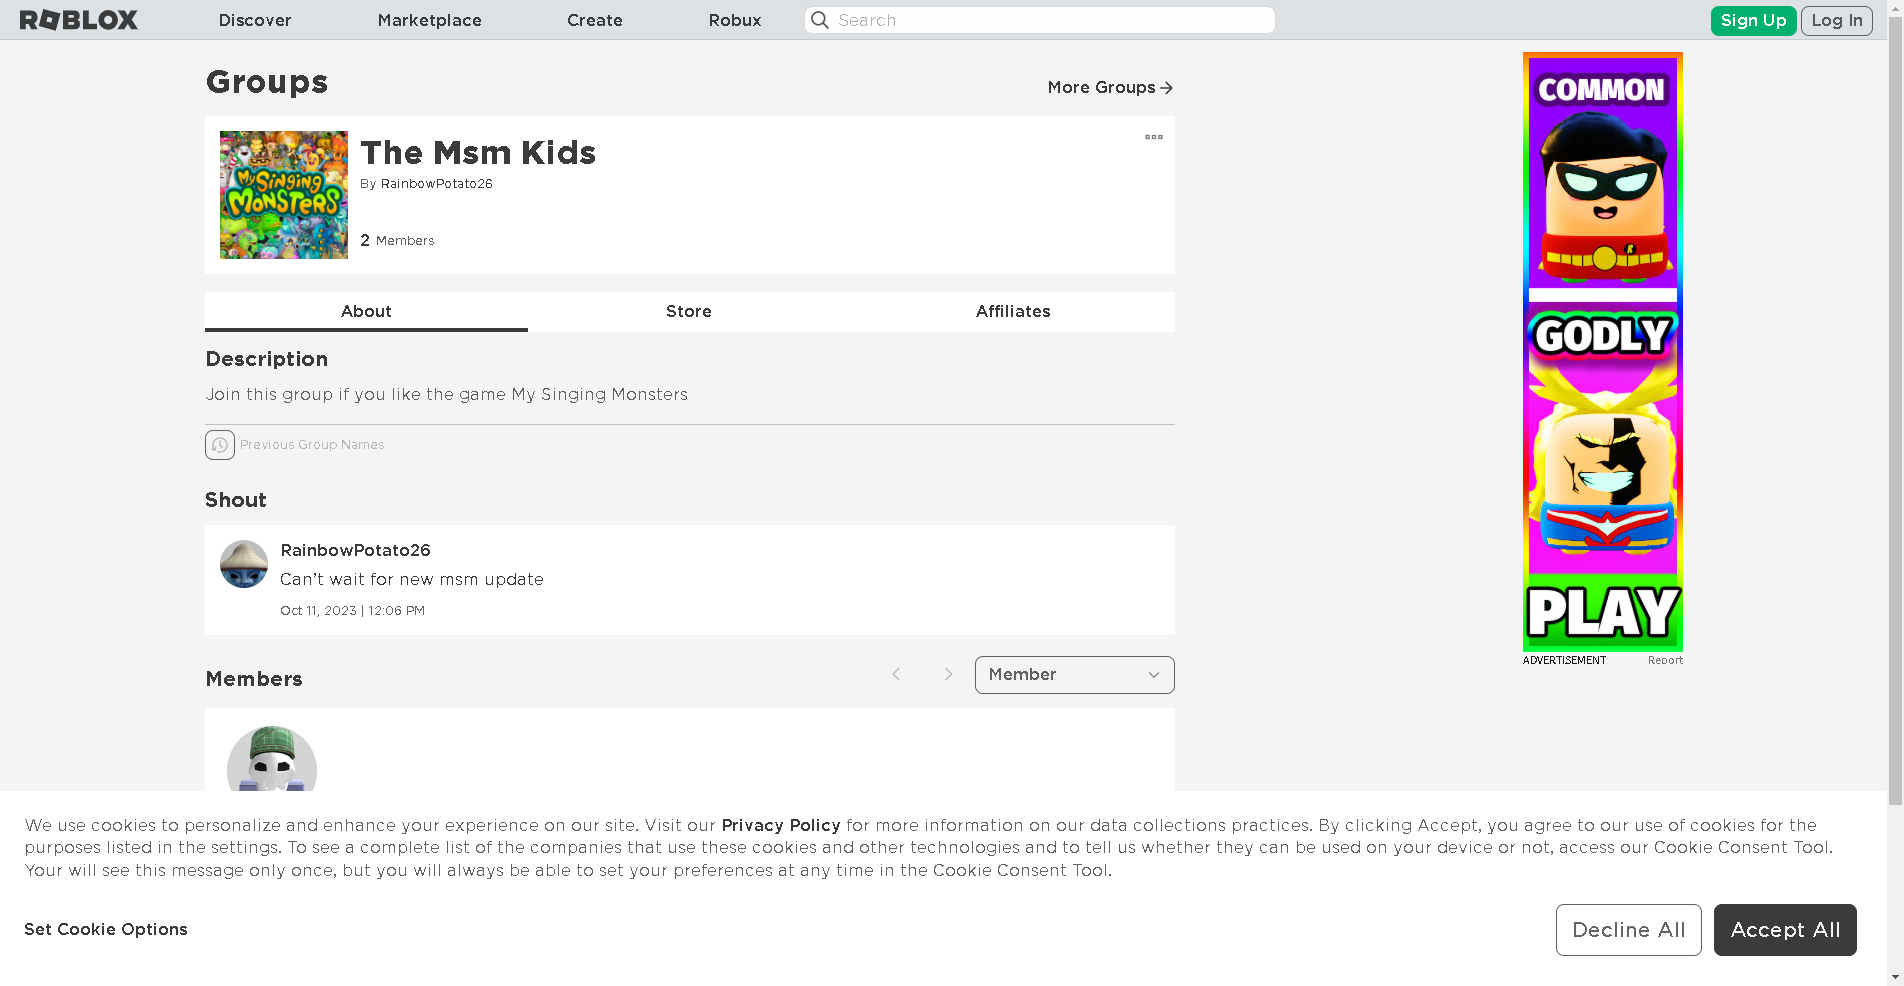 ROBLOX
Discover
Marketplace
Create
Robux
Search
Sign Up
Log In
Groups
More Groups
My Singing
Monsters
The Msm Kids
By RainbowPotato26
2 Members
About
Store
Affiliates
Description
Join this group if you like the game My Singing Monsters
Previous Group Names
Shout
RainbowPotato26
Can't wait for new msm update
Oct 11, 2023 | 12:06 PM
Members
Member
COMMON
R
GODLY
PLAY
ADVERTISEMENT
Report
We use cookies to personalize and enhance your experience on our site. Visit our Privacy Policy for more information on our data collections practices. By clicking Accept, you agree to our use of cookies for the
purposes listed in the settings. To see a complete list of the companies that use these cookies and other technologies and to tell us whether they can be used on your device or not, access our Cookie Consent Tool.
Your will see this message only once, but you will always be able to set your preferences at any time in the Cookie Consent Tool.
Set Cookie Options
Decline All
Accept All